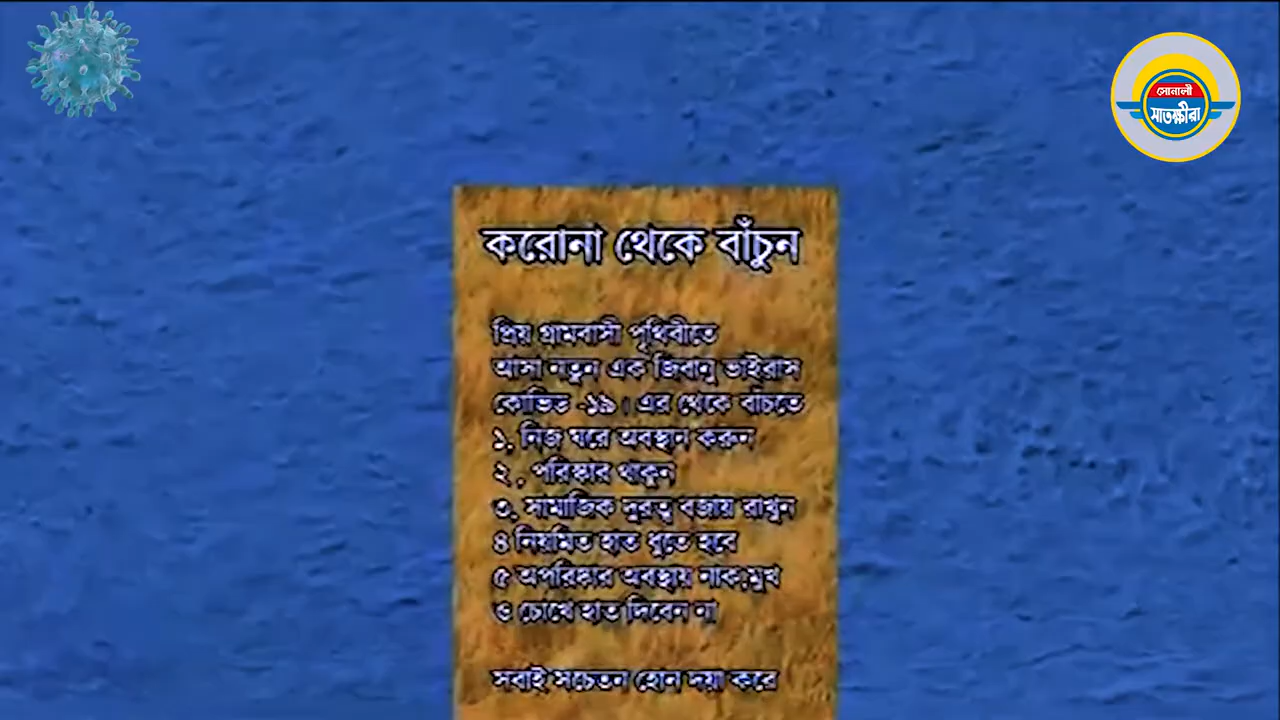 সোনালী
সাতক্ষীরা
করোনা থেকে বাঁচুন
প্রিয় গ্রামবাসী পৃথিবীতে
আসা নতুন এক জিবানু ভাইরাস
কোভিড -১৯। এর থেকে বাঁচতে
১, নিজ ঘরে অবস্থান করুন
২ , পরিস্কার থাকুন
৩, সামাজিক দুরত্ব বজায় রাখুন
৪ নিয়মিত হাত ধুতে হবে
৫ অপরিষ্কার অবস্থায় নাক,মুখ
ও চোখে হাত দিবেন না
সবাই সচেতন হোন দয়া করে